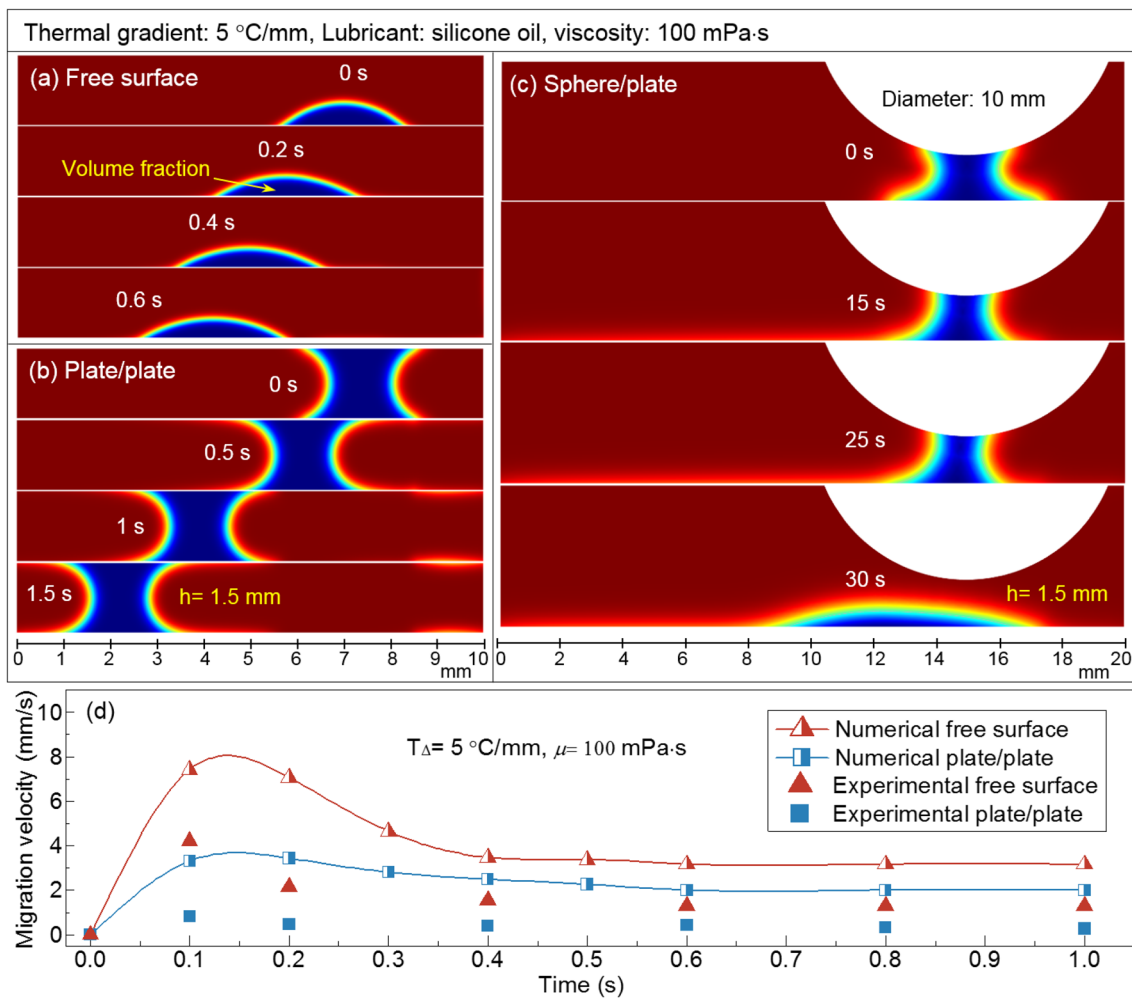 Thermal gradient: 5 °C/mm, Lubricant: silicone oil, viscosity: 100 mPa·s
(a) Free surface
0 s
0.2 s
Volume fraction
0.4 s
0.6 s
(b) Plate/plate
0 s
0.5 s
1 s
1.5 s
h= 1.5 mm
0 1 2 3 4 5 6 7 8 9 10
mm
(c) Sphere/plate
Diameter: 10 mm
0 s
15 s
25 s
30 s
h= 1.5 mm
0 2 4 6 8 10 12 14 16 18 20
mm
(d)
T∆= 5 °C/mm, μ= 100 mPa·s
Numerical free surface
Numerical plate/plate
Experimental free surface
Experimental plate/plate
Migration velocity (mm/s)
10
8
6
4
2
0
0.0 0.1 0.2 0.3 0.4 0.5 0.6 0.7 0.8 0.9 1.0
Time (s)